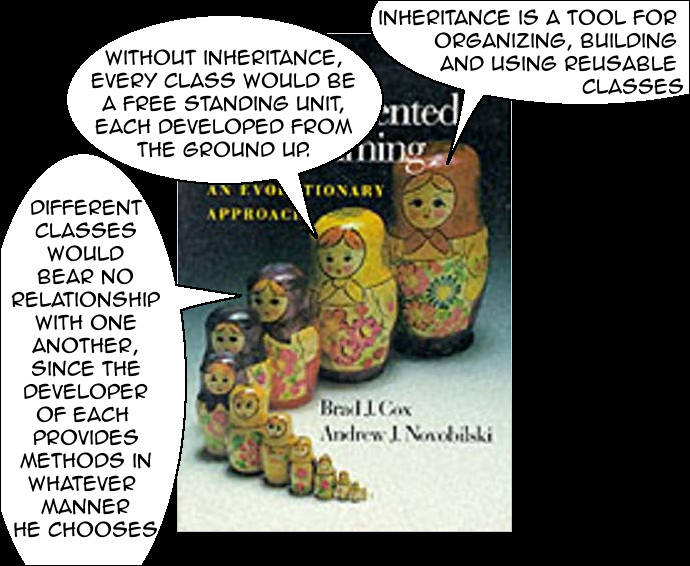 INHERITANCE IS A TOOL FOR
ORGANIZING, BUILDING
AND USING REUSABLE
CLASSES
WITHOUT INHERITANCE,
EVERY CLASS WOULD BE
A FREE STANDING UNIT,
EACH DEVELOPED FROM
THE GROUND UP.
DIFFERENT
CLASSES
WOULD
BEAR NO
RELATIONSHIP
WITH ONE
ANOTHER,
SINCE THE
DEVELOPER
OF EACH
PROVIDES
METHODS IN
WHATEVER
MANNER
HE CHOOSES
AN
APPROACH
Brad J. Cox
Andrew J. Novobilski